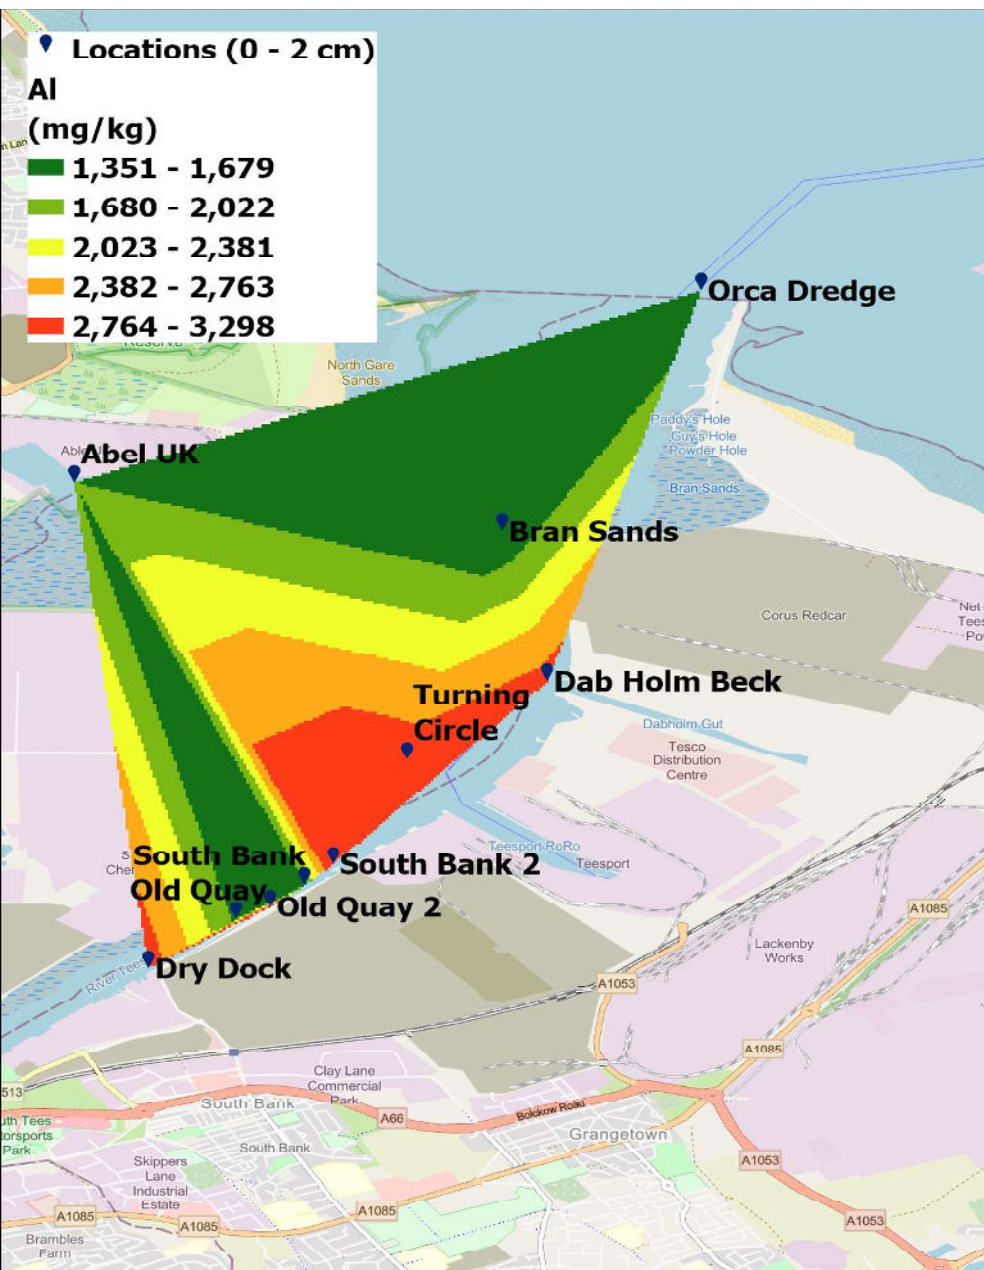 Locations (0 - 2 cm)
Al
(mg/kg)
1,351 - 1,679
1,680 - 2,022
2,023 - 2,381
2,382 - 2,763
2,764 - 3,298
Reserve
Orca Dredge
North Gare
Sands
Paddy's Hole
Guy's Hole
Powder Hole
Abel UK
Bran Sands
Bran Sands
Corus Redcar
Dab Holm Beck
Turning
Circle
Dabholm Gut
Tesco
Distribution
Centre
South Bank
South Bank 2
Teesport RoRo
Teesport
Old Quay
Old Quay 2
A1085
Lackenby
Works
Dry Dock
River Tees
A1053
A1085
513
Clay Lane
Commercial
Park
South Bank
A66
Bolckow Road
Grangetown
South Bank
Skippers
Lane
Industrial
Estate
A1053
A1085
A1085
A1085
A1053
Brambles
Farm